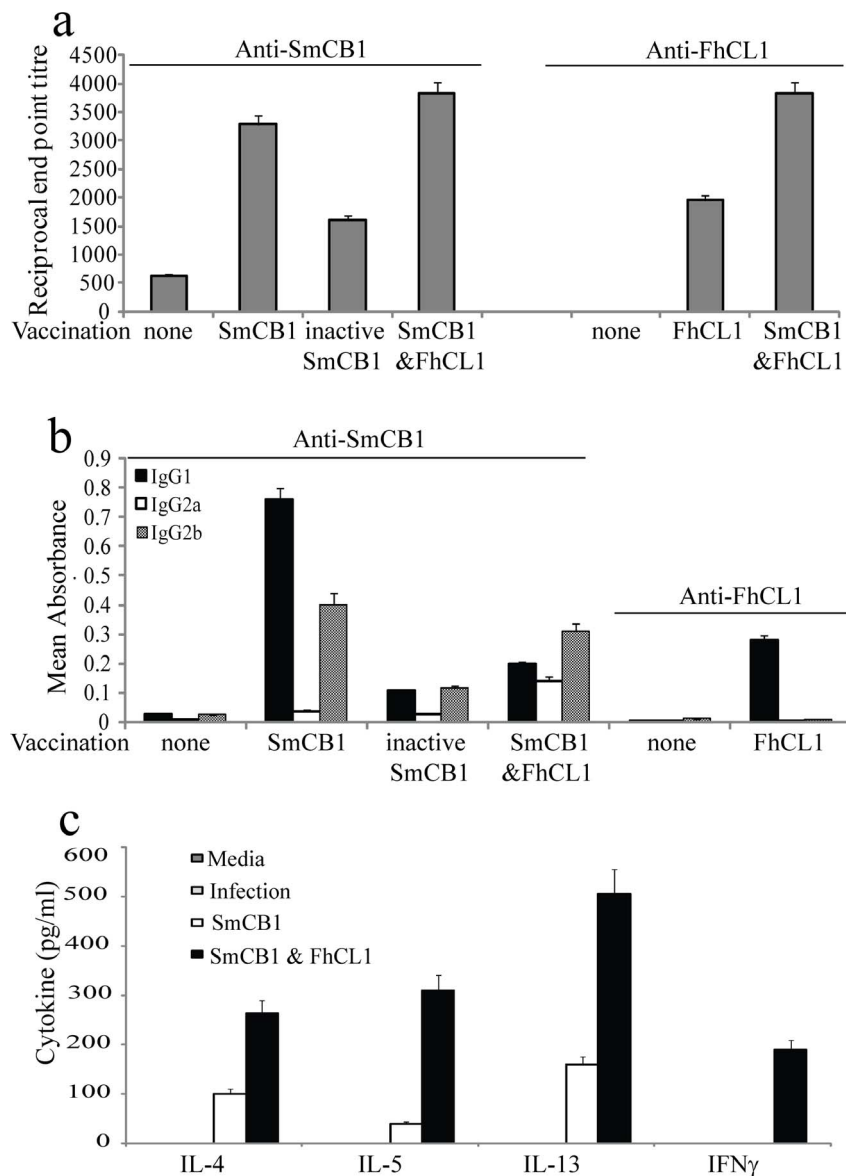 a
Anti-SmCB1
Anti-FhCL1
Reciprocal end point titre
4500
4000
3500
3000
2500
2000
1500
1000
500
0
Vaccination none SmCB1 inactive SmCB1 none FhCL1 SmCB1
SmCB1 &FhCL1 &FhCL1
b
Anti-SmCB1
Anti-FhCL1
Mean Absorbance
0.9
0.8
0.7
0.6
0.5
0.4
0.3
0.2
0.1
0
IgG1
IgG2a
IgG2b
Vaccination none SmCB1 inactive SmCB1 none FhCL1
SmCB1 &FhCL1
c
Cytokine (pg/ml)
600
500
400
300
200
100
0
Media
Infection
SmCB1
SmCB1 & FhCL1
IL-4 IL-5 IL-13 IFNγ